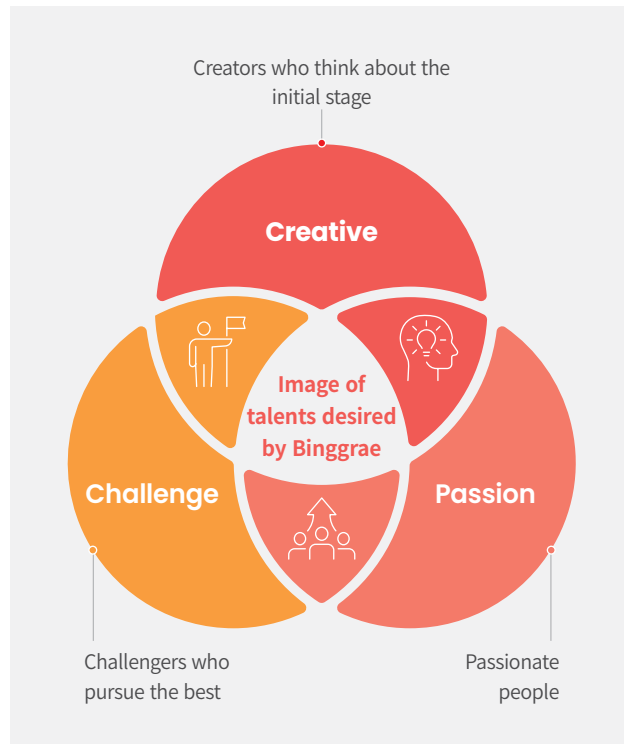 Creators who think about the
initial stage
Creative
Image of
talents desired
by Binggrae
Challenge
Passion
Challengers who
pursue the best
Passionate
people